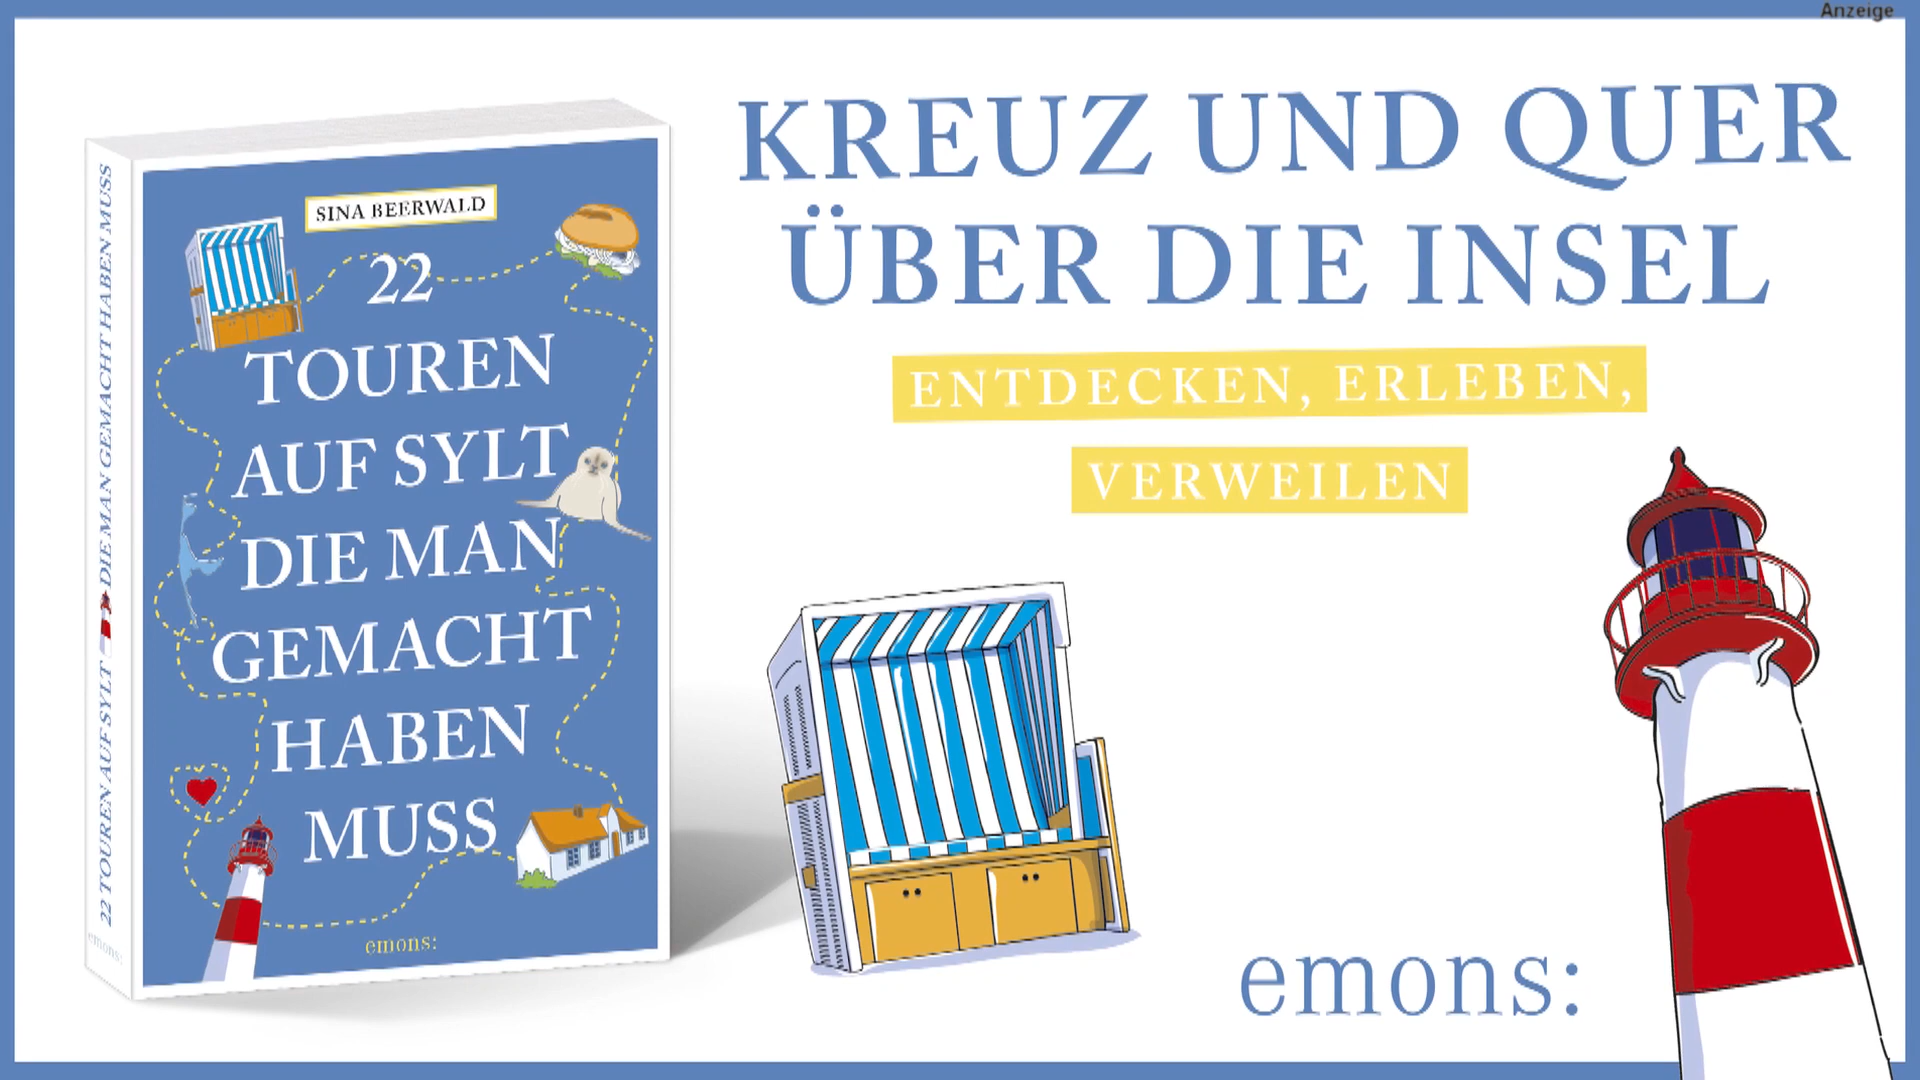 Anzeige
22 TOUREN AUF SYLT DIE MAN GEMACHT HABEN MUSS
emons:
SINA BEERWALD
22
TOUREN
AUF SYLT
DIE MAN
GEMACHT
HABEN
MUSS
emons:
KREUZ UND QUER
ÜBER DIE INSEL
ENTDECKEN, ERLEBEN,
VERWEILEN
emons: